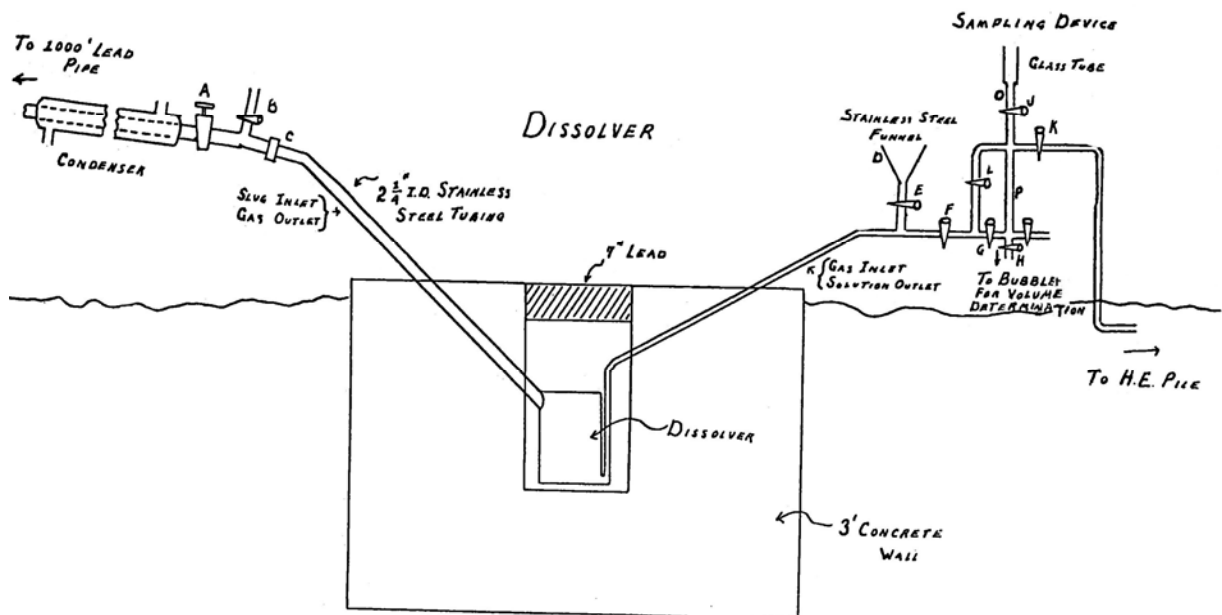 SAMPLING DEVICE
TO 1000' LEAD
PIPE
A
B
C
CONDENSER
SLUG INLET
GAS OUTLET
2 1/4" I.D. STAINLESS
STEEL TUBING
DISSOLVER
7" LEAD
STAINLESS STEEL
FUNNEL
D
E
F
GLASS TUBE
O
J
K
L
P
G
H
GAS INLET
SOLUTION OUTLET
TO BUBBLER
FOR VOLUME
DATERMINATION
TO H.E. PILE
DISSOLVER
3' CONCRETE
WALL